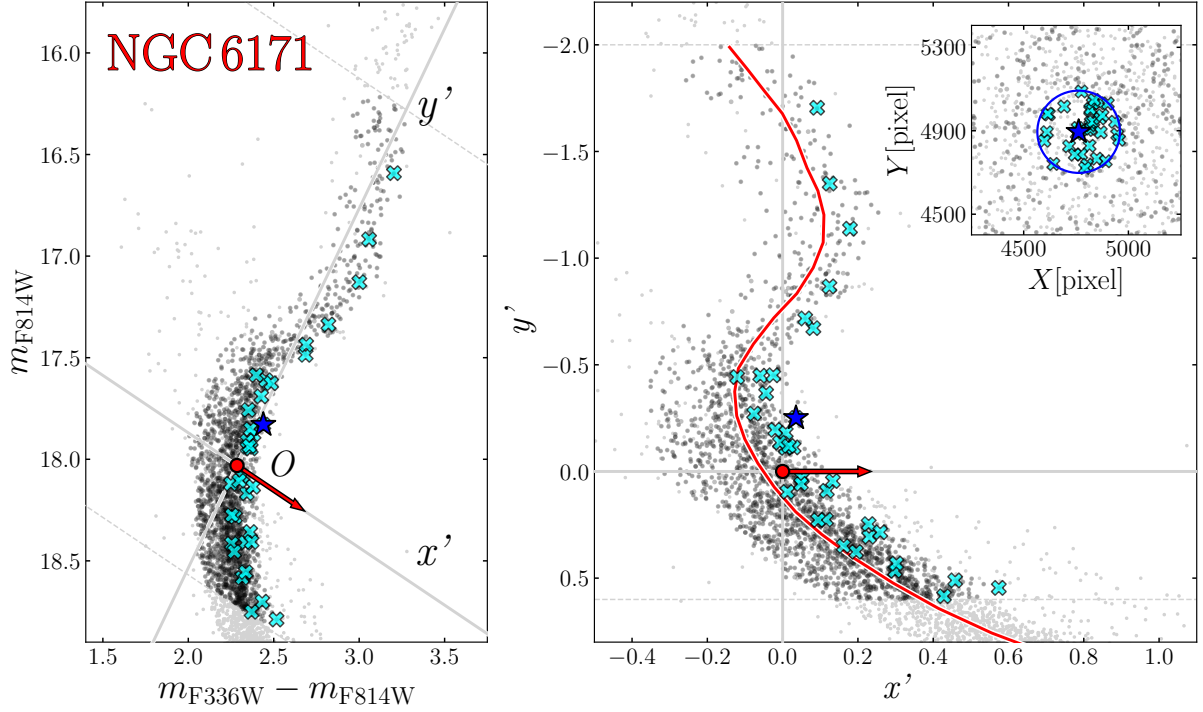 NGC 6171
y'
O
x'
16.0
16.5
17.0
17.5
18.0
18.5
m_F814W
1.5 2.0 2.5 3.0 3.5
m_F336W − m_F814W
−2.0
−1.5
−1.0
−0.5
0.0
0.5
y'
−0.4 −0.2 0.0 0.2 0.4 0.6 0.8 1.0
x'
5300
4900
4500
Y [pixel]
4500 5000
X [pixel]